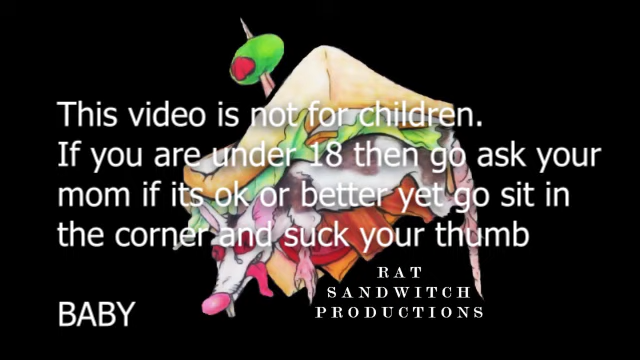 This video is not for children.
If you are under 18 then go ask your
mom if its ok or better yet go sit in
the corner and suck your thumb
BABY
RAT
SANDWITCH
PRODUCTIONS